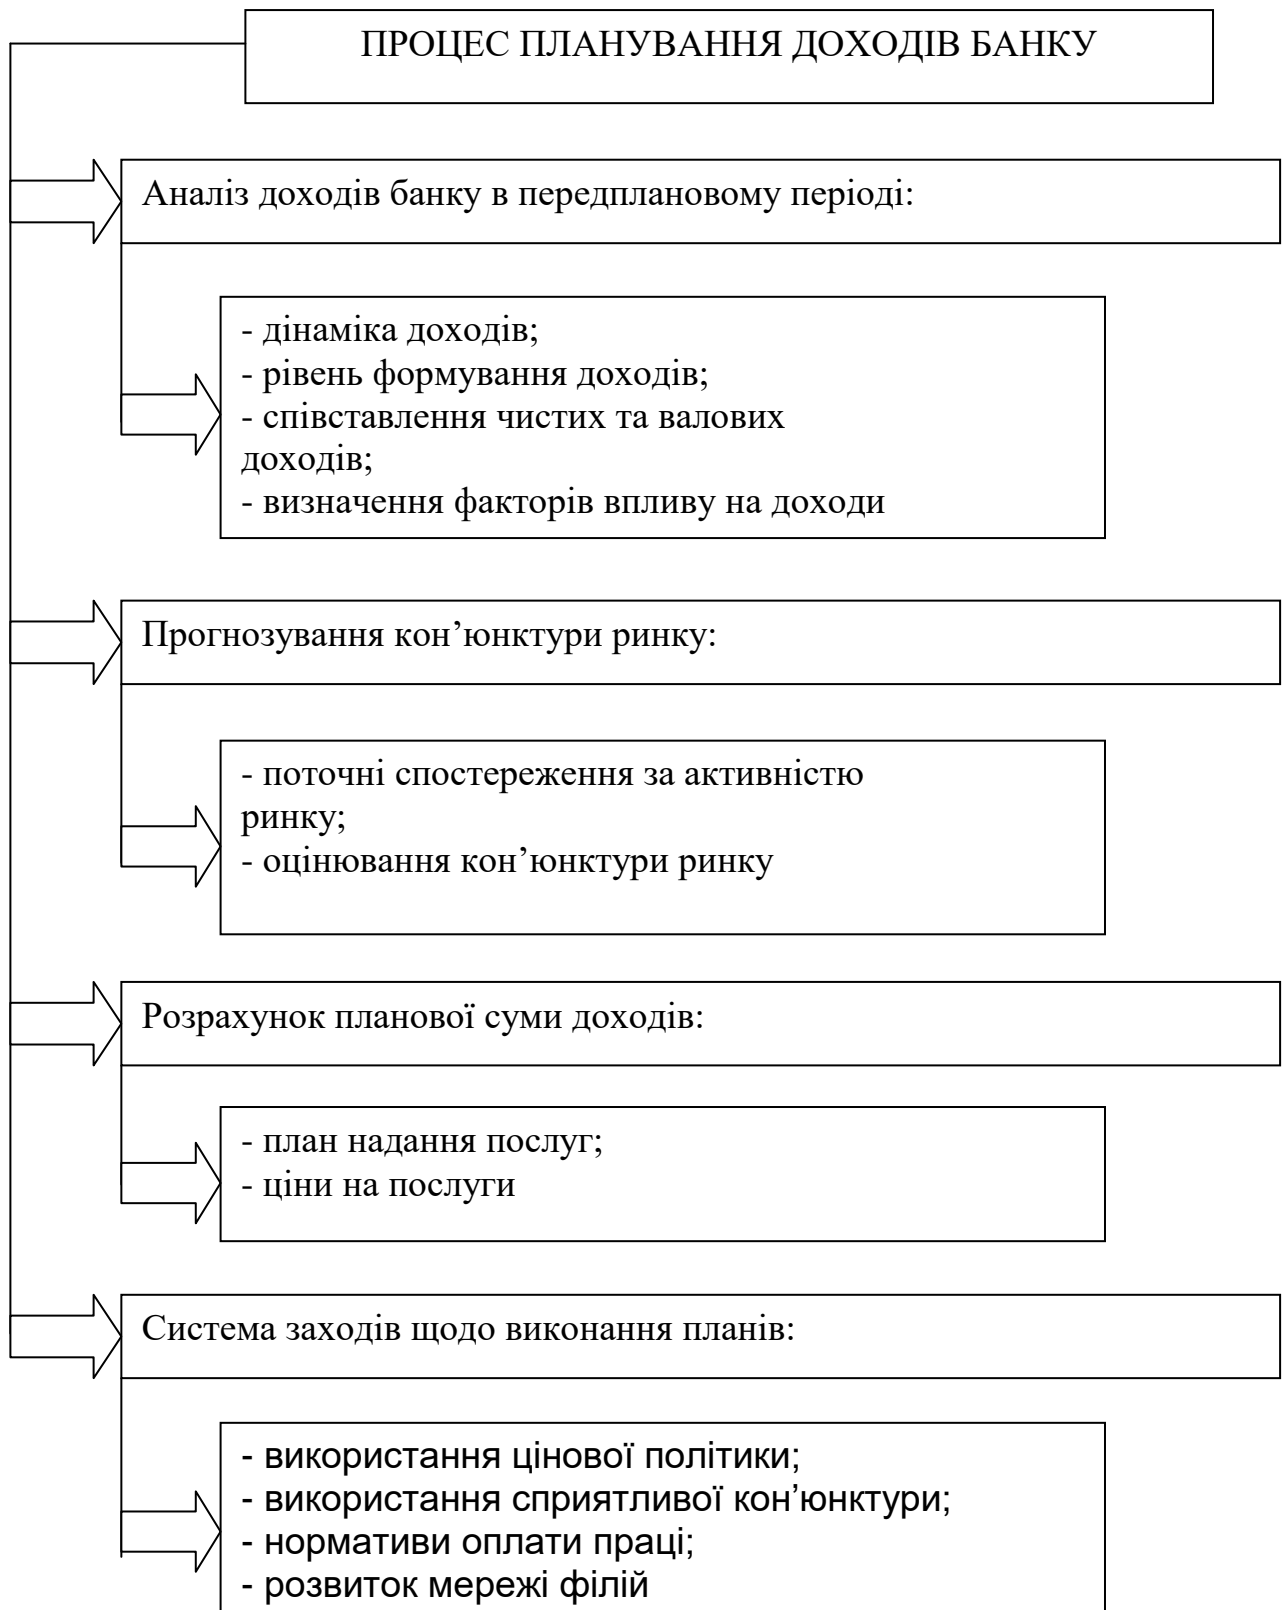 ПРОЦЕС ПЛАНУВАННЯ ДОХОДІВ БАНКУ
Аналіз доходів банку в передплановому періоді:
- дінаміка доходів;
- рівень формування доходів;
- співставлення чистих та валових
доходів;
- визначення факторів впливу на доходи
Прогнозування кон’юнктури ринку:
- поточні спостереження за активністю
ринку;
- оцінювання кон’юнктури ринку
Розрахунок планової суми доходів:
- план надання послуг;
- ціни на послуги
Система заходів щодо виконання планів:
- використання цінової політики;
- використання сприятливої кон’юнктури;
- нормативи оплати праці;
- розвиток мережі філій